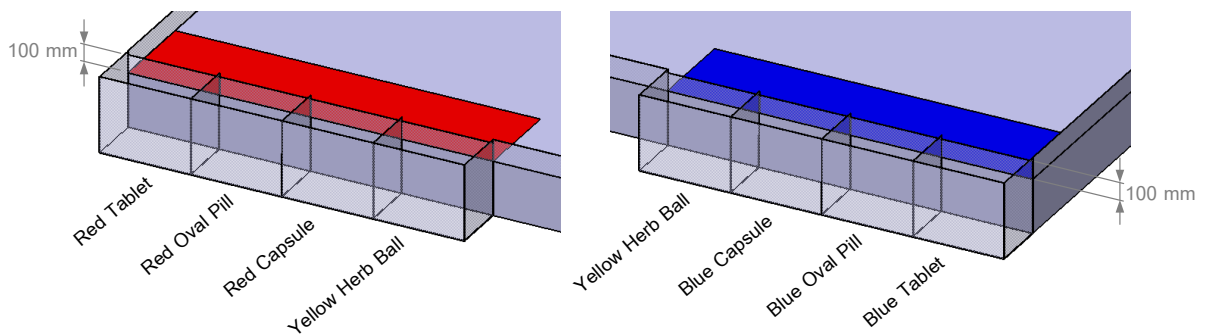 100 mm
Red Tablet
Red Oval Pill
Red Capsule
Yellow Herb Ball
Yellow Herb Ball
Blue Capsule
Blue Oval Pill
Blue Tablet
100 mm